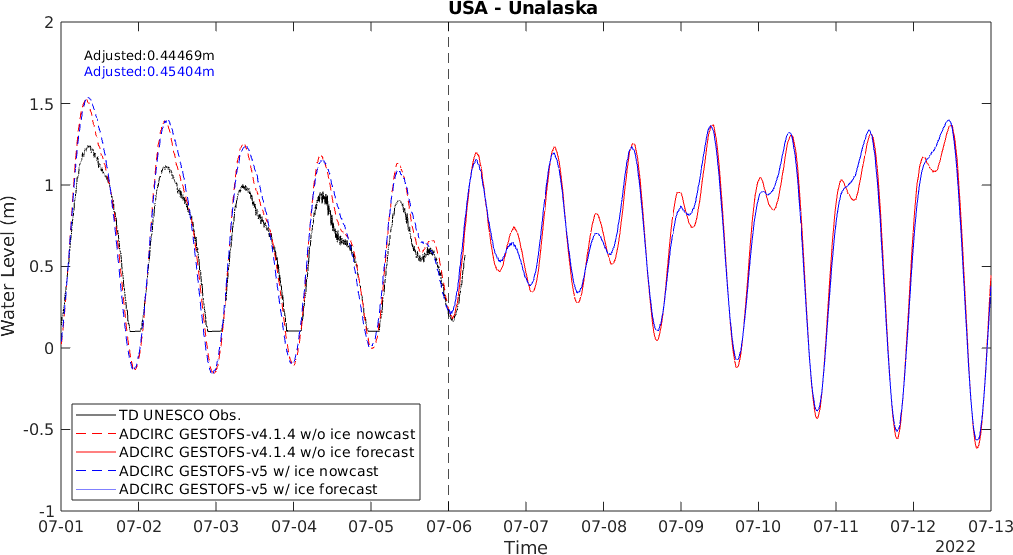 USA - Unalaska
Adjusted:0.44469m
Adjusted:0.45404m
Water Level (m)
2
1.5
1
0.5
0
-0.5
-1
TD UNESCO Obs.
ADCIRC GESTOFS-v4.1.4 w/o ice nowcast
ADCIRC GESTOFS-v4.1.4 w/o ice forecast
ADCIRC GESTOFS-v5 w/ ice nowcast
ADCIRC GESTOFS-v5 w/ ice forecast
07-01 07-02 07-03 07-04 07-05 07-06 07-07 07-08 07-09 07-10 07-11 07-12 07-13
Time
2022